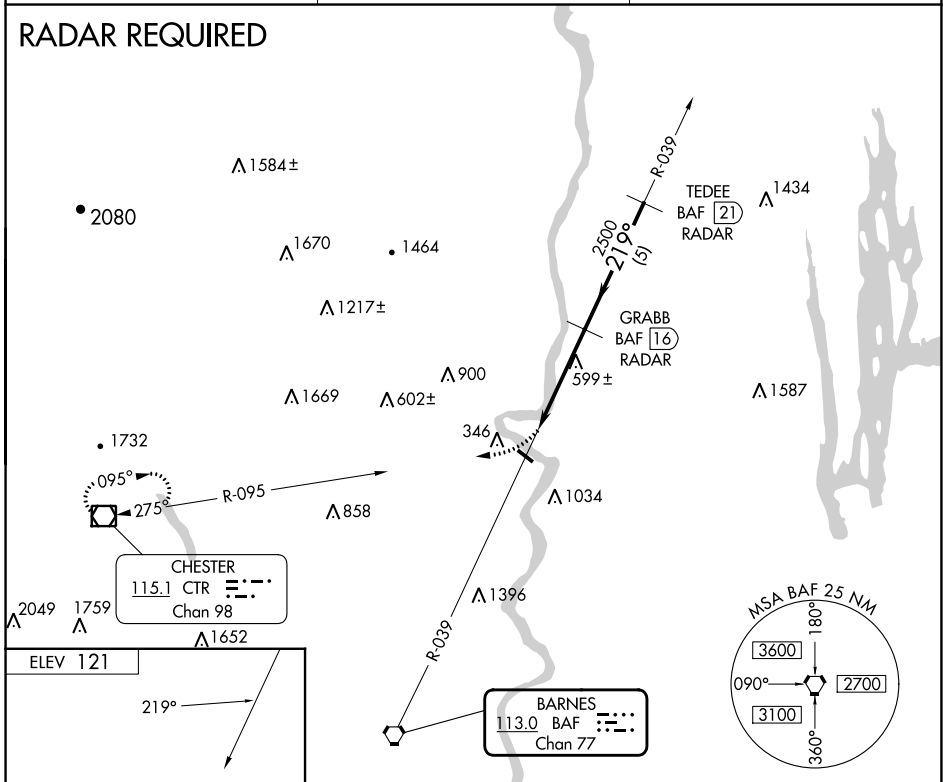 RADAR REQUIRED
1584±
2080
R-039
TEDEE
BAF 21
RADAR
1434
2500
219°
(5)
1670
1464
1217±
GRABB
BAF 16
RADAR
599±
900
1669
602±
1587
346
1732
095°
275°
R-095
858
1034
CHESTER
115.1 CTR
Chan 98
2049
1759
1652
1396
R-039
MSA BAF 25 NM
180°
3600
090°
2700
3100
360°
ELEV 121
219°
BARNES
113.0 BAF
Chan 77